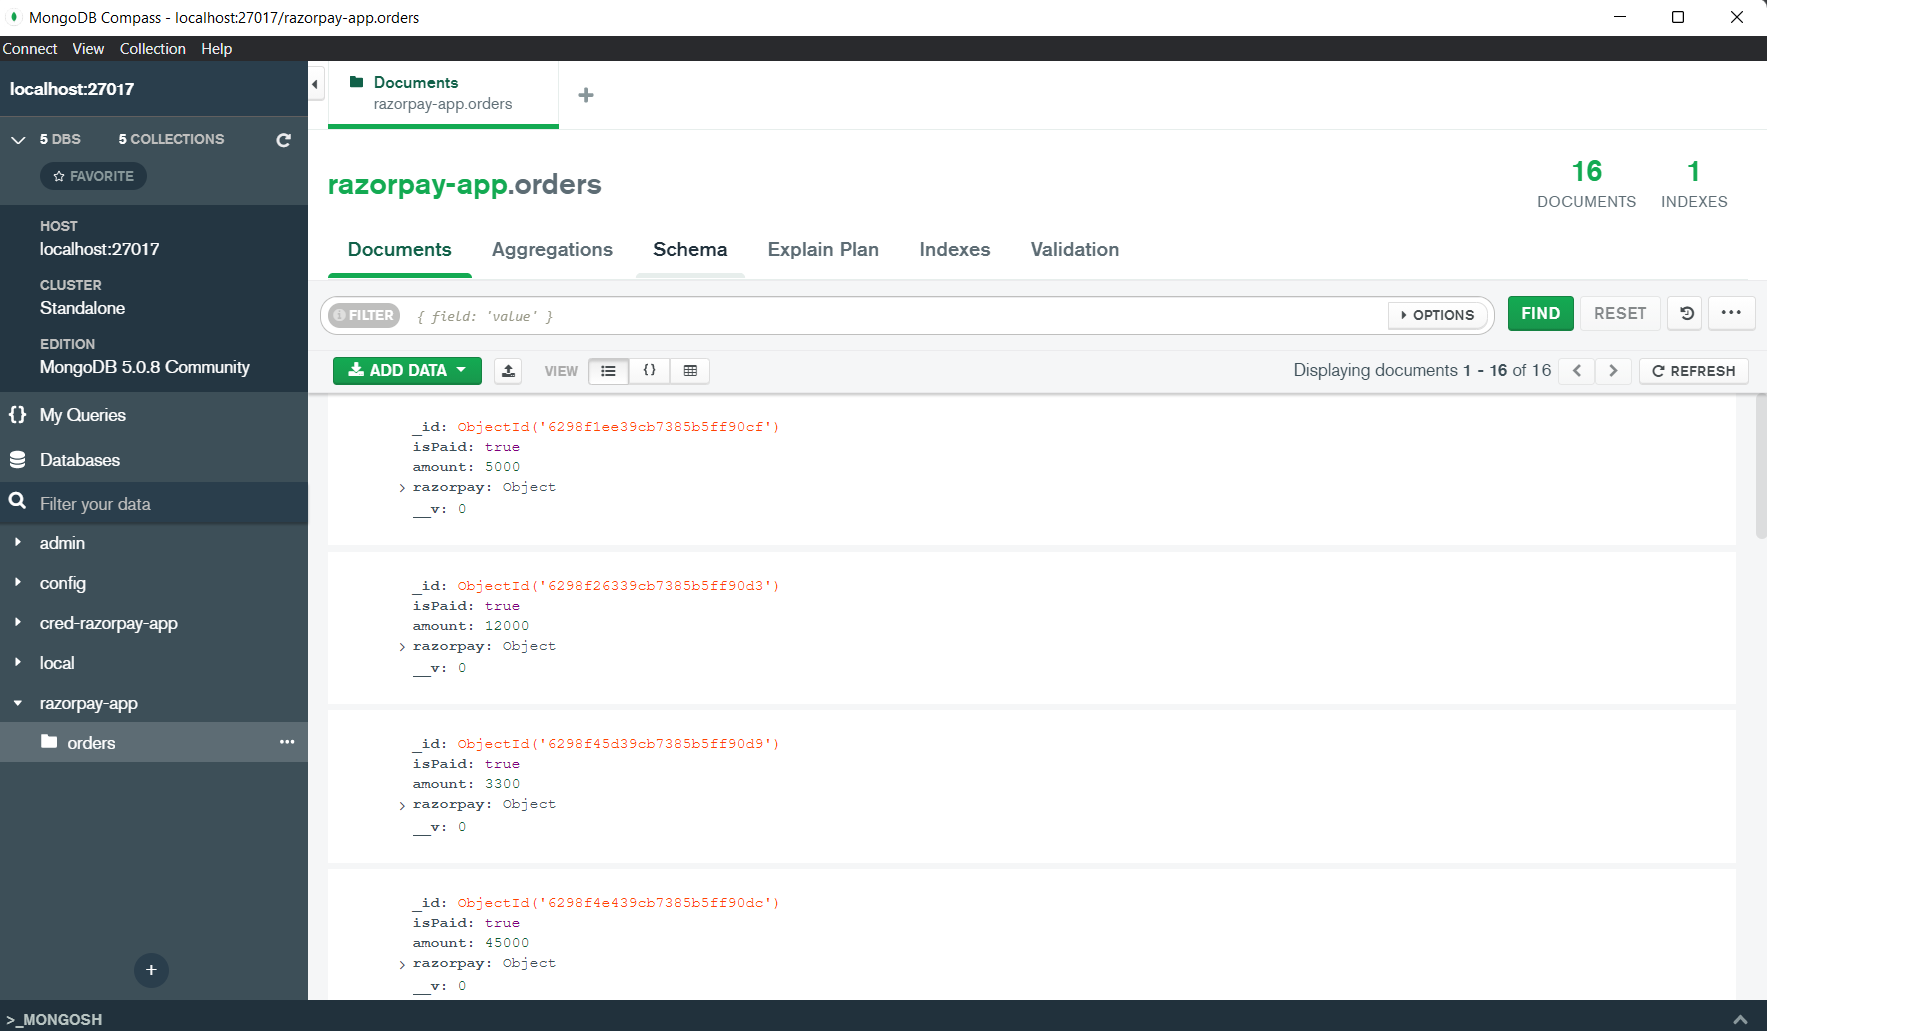 MongoDB Compass - localhost:27017/razorpay-app.orders
Connect View Collection Help
localhost:27017
5 DBS 5 COLLECTIONS
FAVORITE
HOST
localhost:27017
CLUSTER
Standalone
EDITION
MongoDB 5.0.8 Community
{} My Queries
Databases
Filter your data
admin
config
cred-razorpay-app
local
razorpay-app
orders
Documents
razorpay-app.orders
razorpay-app.orders
16
DOCUMENTS
1
INDEXES
Documents Aggregations Schema Explain Plan Indexes Validation
FILTER { field: 'value' } OPTIONS FIND RESET
ADD DATA VIEW {} Displaying documents 1 - 16 of 16 REFRESH
_id: ObjectId('6298f1ee39cb7385b5ff90cf')
isPaid: true
amount: 5000
razorpay: Object
__v: 0
_id: ObjectId('6298f26339cb7385b5ff90d3')
isPaid: true
amount: 12000
razorpay: Object
__v: 0
_id: ObjectId('6298f45d39cb7385b5ff90d9')
isPaid: true
amount: 3300
razorpay: Object
__v: 0
_id: ObjectId('6298f4e439cb7385b5ff90dc')
isPaid: true
amount: 45000
razorpay: Object
__v: 0
>_MONGOSH